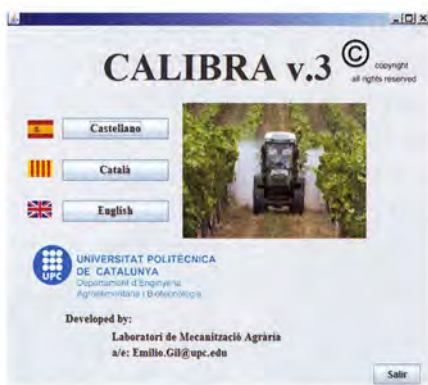 CALIBRA v.3
©
copyright
all rights reserved
Castellano
Català
English
UPC
UNIVERSITAT POLITÈCNICA
DE CATALUNYA
Departament d'Enginyeria
Agroalimentària i Biotecnologia
Developed by:
Laboratori de Mecanització Agrària
a/e: Emilio.Gil@upc.edu
Salir